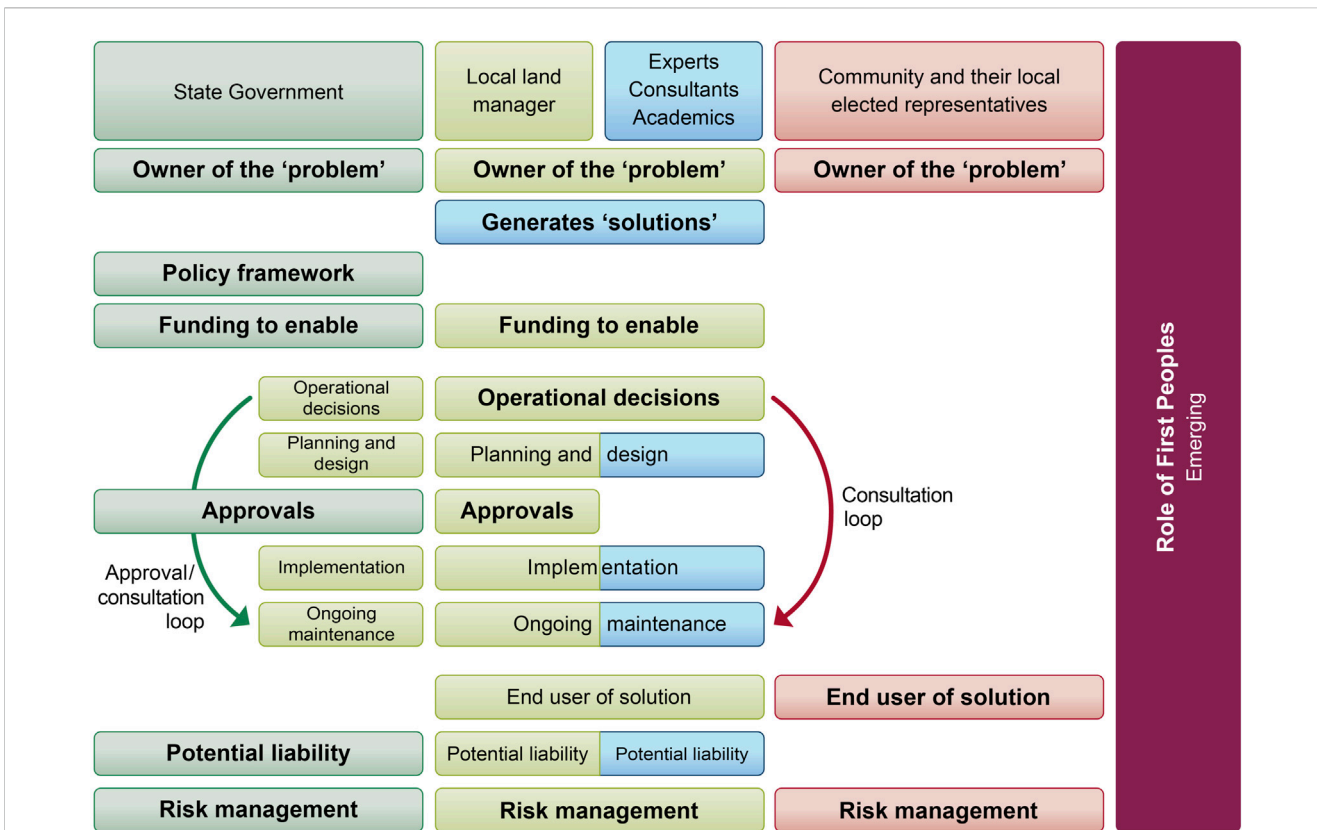 State Government
Local land
manager
Experts
Consultants
Academics
Community and their local
elected representatives
Owner of the ‘problem’
Owner of the ‘problem’
Owner of the ‘problem’
Generates ‘solutions’
Policy framework
Funding to enable
Funding to enable
Operational
decisions
Operational decisions
Planning and
design
Planning and design
Approvals
Approvals
Consultation
loop
Implementation
Implementation
Approval/
consultation
loop
Ongoing
maintenance
Ongoing maintenance
End user of solution
End user of solution
Potential liability
Potential liability
Potential liability
Risk management
Risk management
Risk management
Role of First Peoples
Emerging